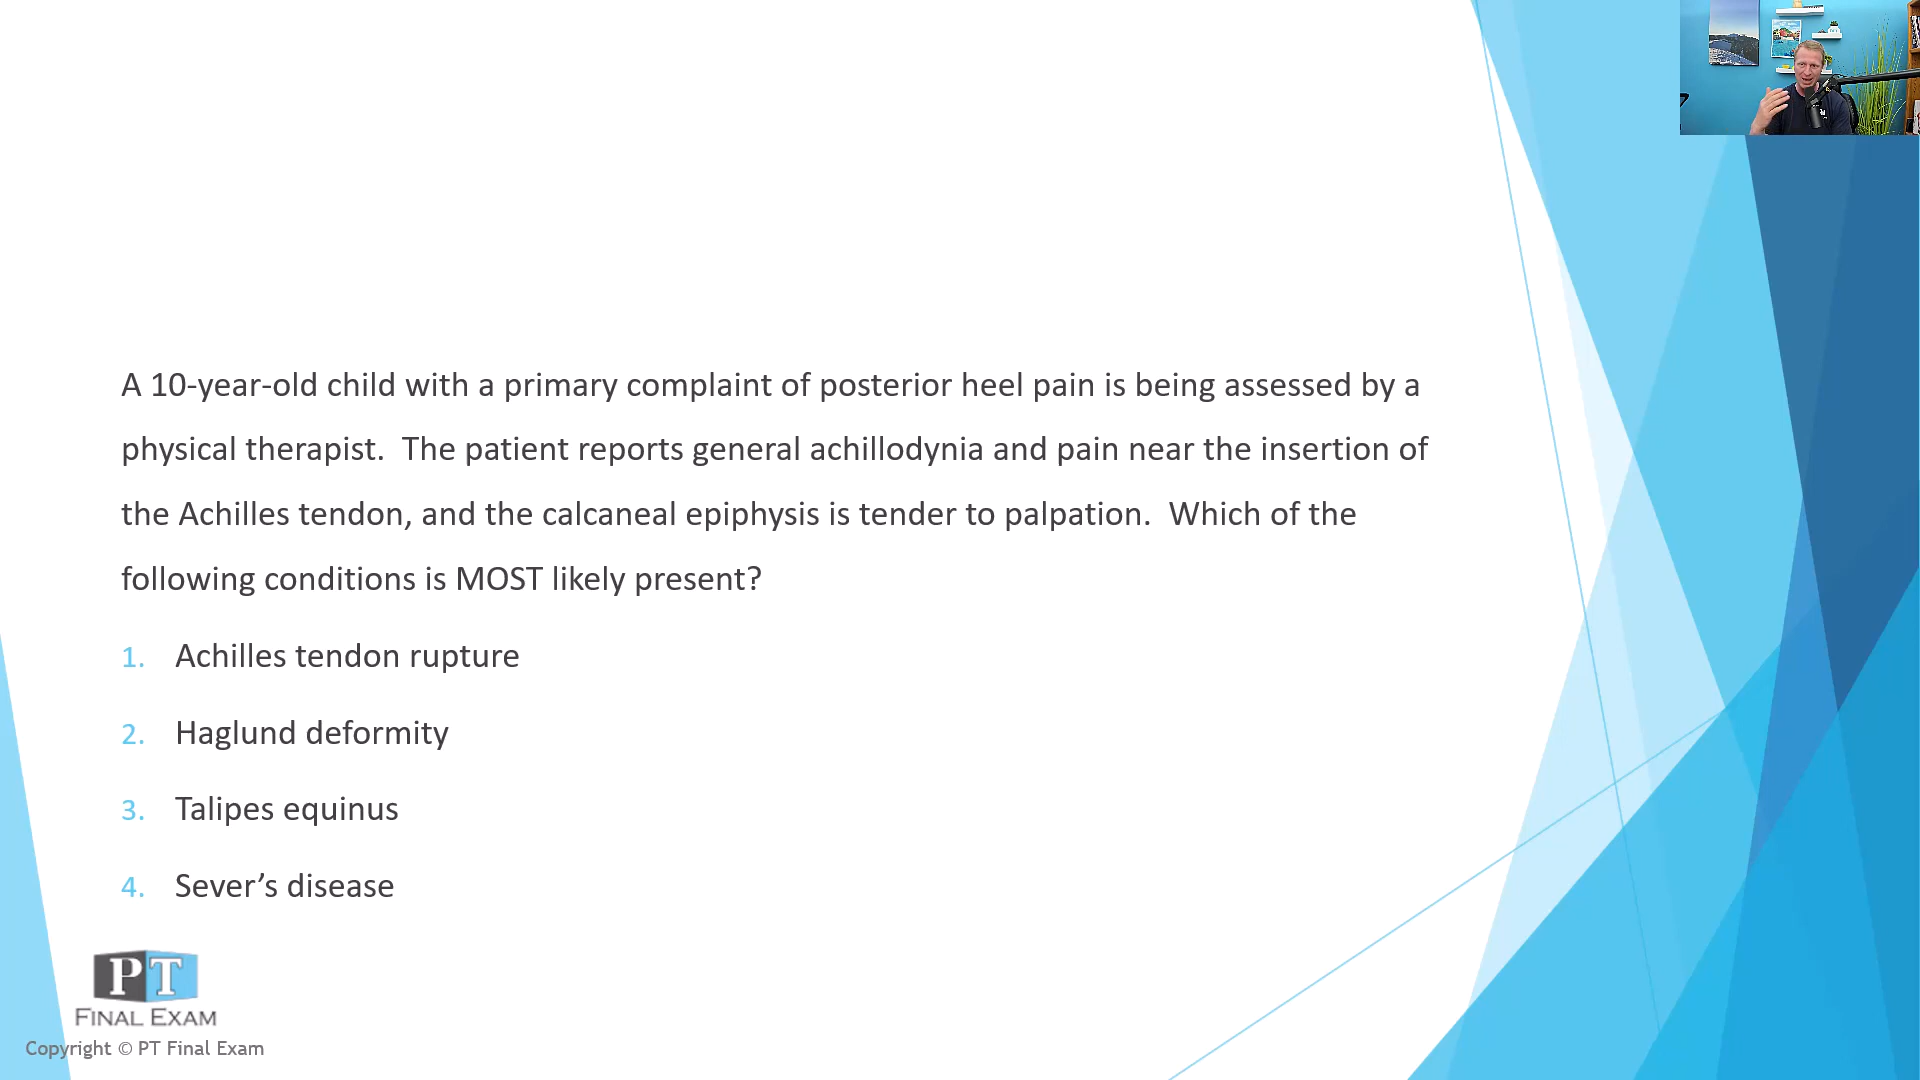 A 10-year-old child with a primary complaint of posterior heel pain is being assessed by a
physical therapist.  The patient reports general achillodynia and pain near the insertion of
the Achilles tendon, and the calcaneal epiphysis is tender to palpation.  Which of the
following conditions is MOST likely present?
1. Achilles tendon rupture
2. Haglund deformity
3. Talipes equinus
4. Sever’s disease
PT
FINAL EXAM
Copyright © PT Final Exam